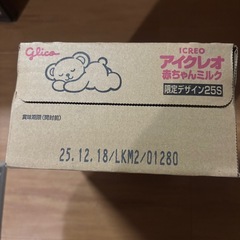 glico
ICREO
アイクレオ
赤ちゃんミルク
限定デザイン25S
賞味期限(開封前)
25.12.18/LKM2/01280